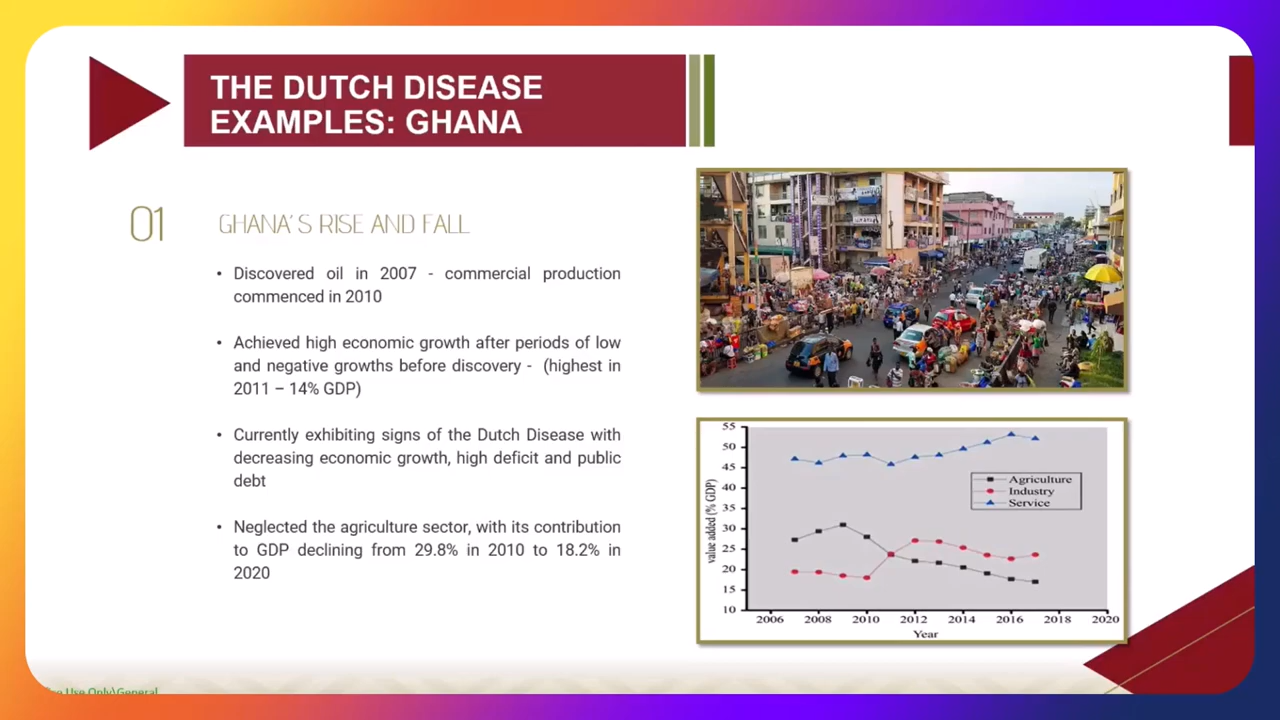 THE DUTCH DISEASE
EXAMPLES: GHANA
01
GHANA'S RISE AND FALL
• Discovered oil in 2007 - commercial production
commenced in 2010
• Achieved high economic growth after periods of low
and negative growths before discovery - (highest in
2011 – 14% GDP)
• Currently exhibiting signs of the Dutch Disease with
decreasing economic growth, high deficit and public
debt
• Neglected the agriculture sector, with its contribution
to GDP declining from 29.8% in 2010 to 18.2% in
2020
55
50
45
40
35
30
25
20
15
10
value added (% GDP)
Agriculture
Industry
Service
2006 2008 2010 2012 2014 2016 2018 2020
Year
Use Only\General